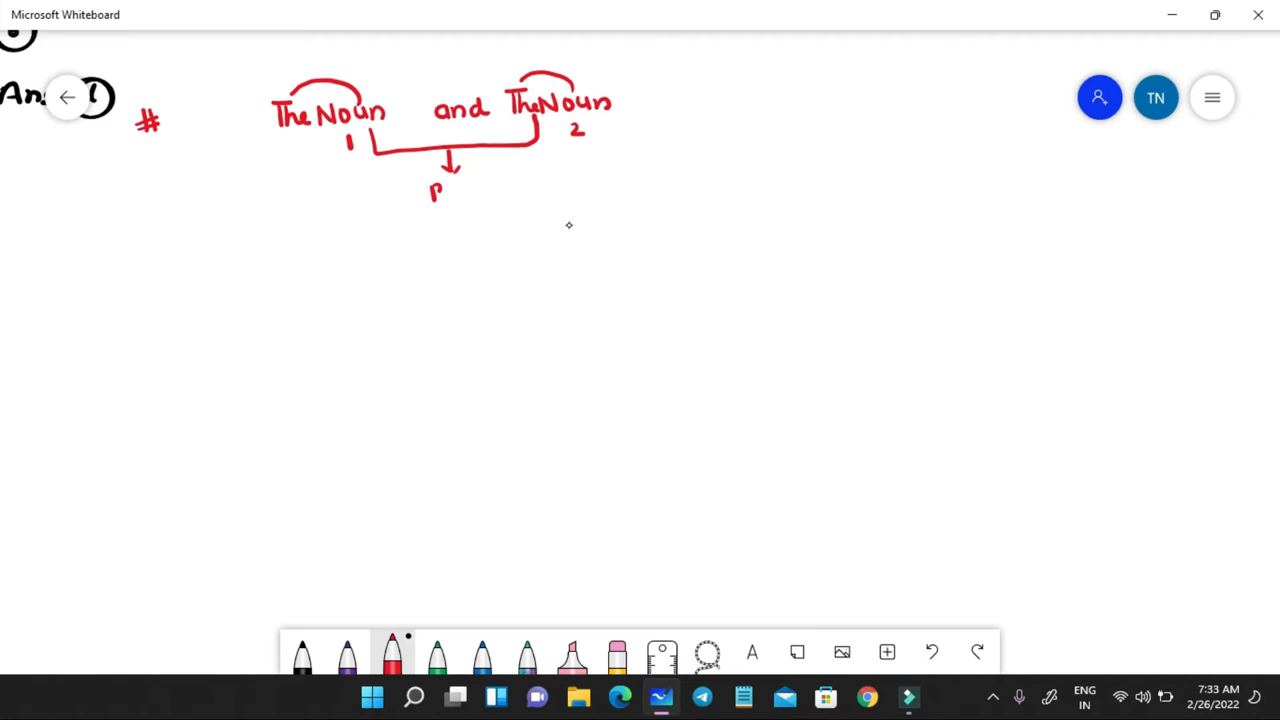 Microsoft Whiteboard
TN
# The Noun and The Noun
1 2
P
A
ENG
IN
7:33 AM
2/26/2022